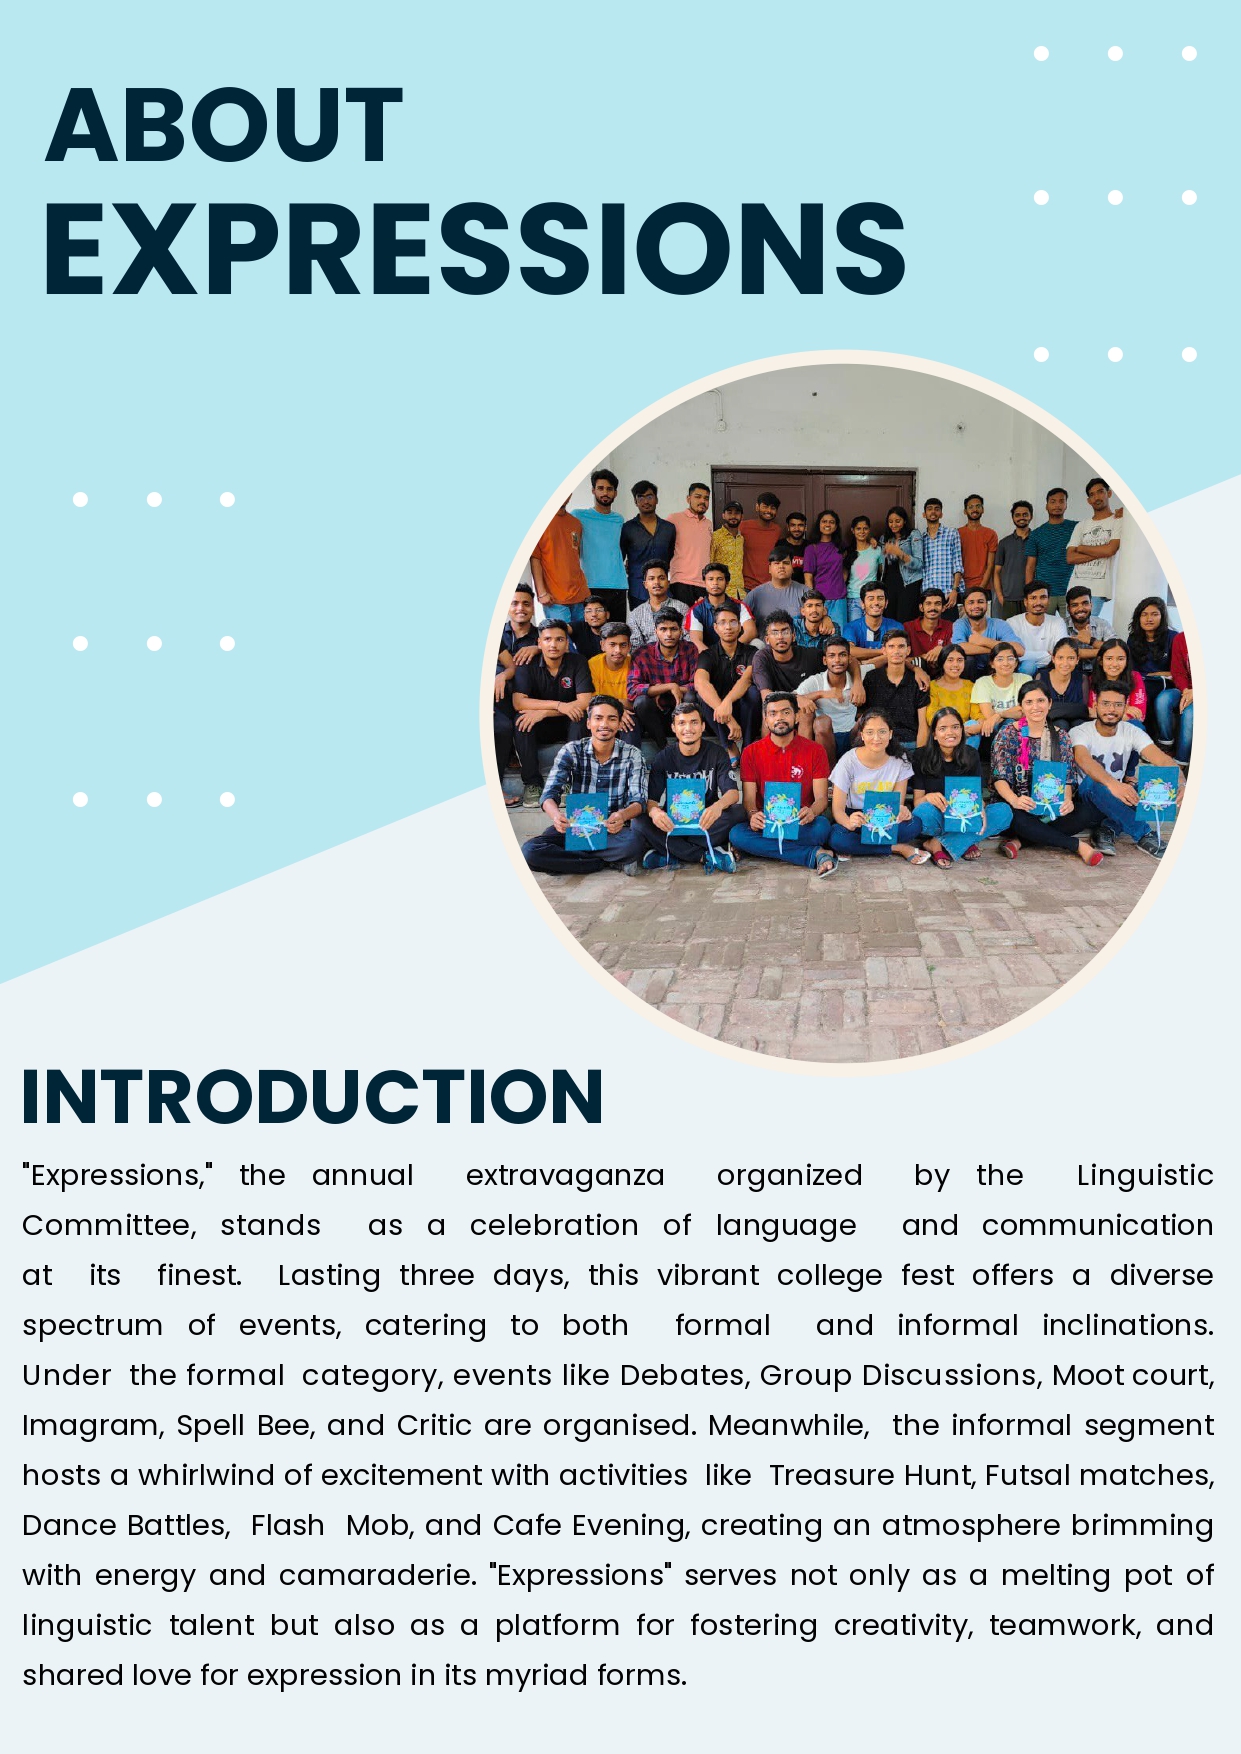 ABOUT
EXPRESSIONS
INTRODUCTION
"Expressions," the annual extravaganza organized by the Linguistic
Committee, stands as a celebration of language and communication
at its finest. Lasting three days, this vibrant college fest offers a diverse
spectrum of events, catering to both formal and informal inclinations.
Under the formal category, events like Debates, Group Discussions, Moot court,
Imagram, Spell Bee, and Critic are organised. Meanwhile, the informal segment
hosts a whirlwind of excitement with activities like Treasure Hunt, Futsal matches,
Dance Battles, Flash Mob, and Cafe Evening, creating an atmosphere brimming
with energy and camaraderie. "Expressions" serves not only as a melting pot of
linguistic talent but also as a platform for fostering creativity, teamwork, and
shared love for expression in its myriad forms.